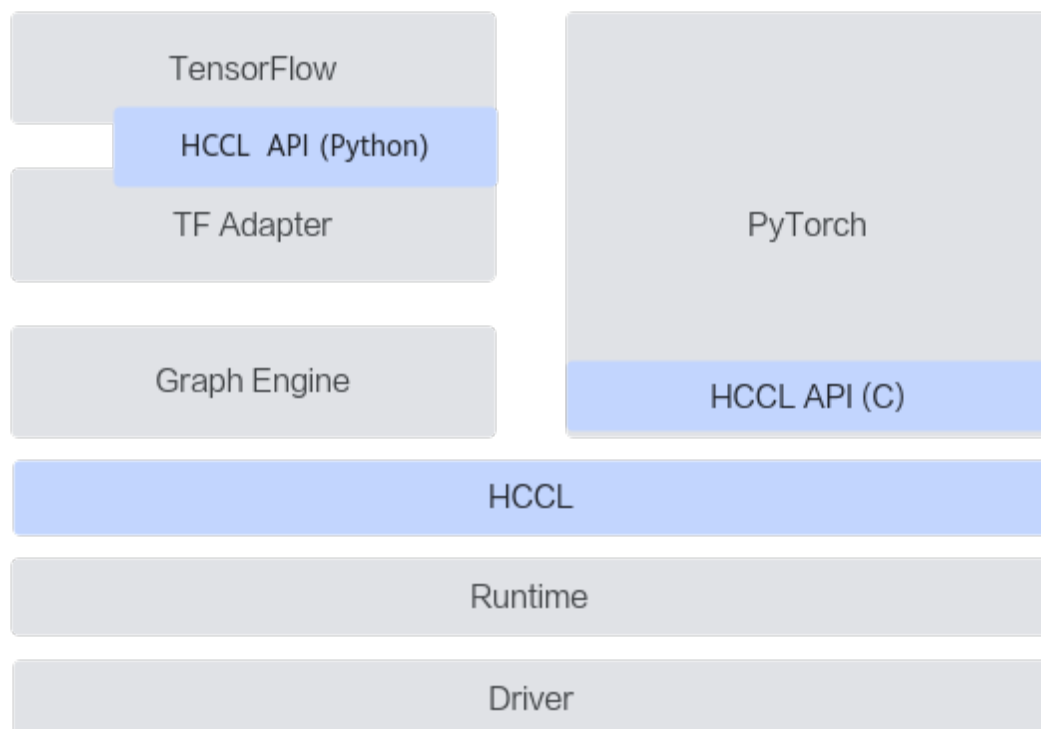 TensorFlow
HCCL API (Python)
TF Adapter
PyTorch
Graph Engine
HCCL API (C)
HCCL
Runtime
Driver